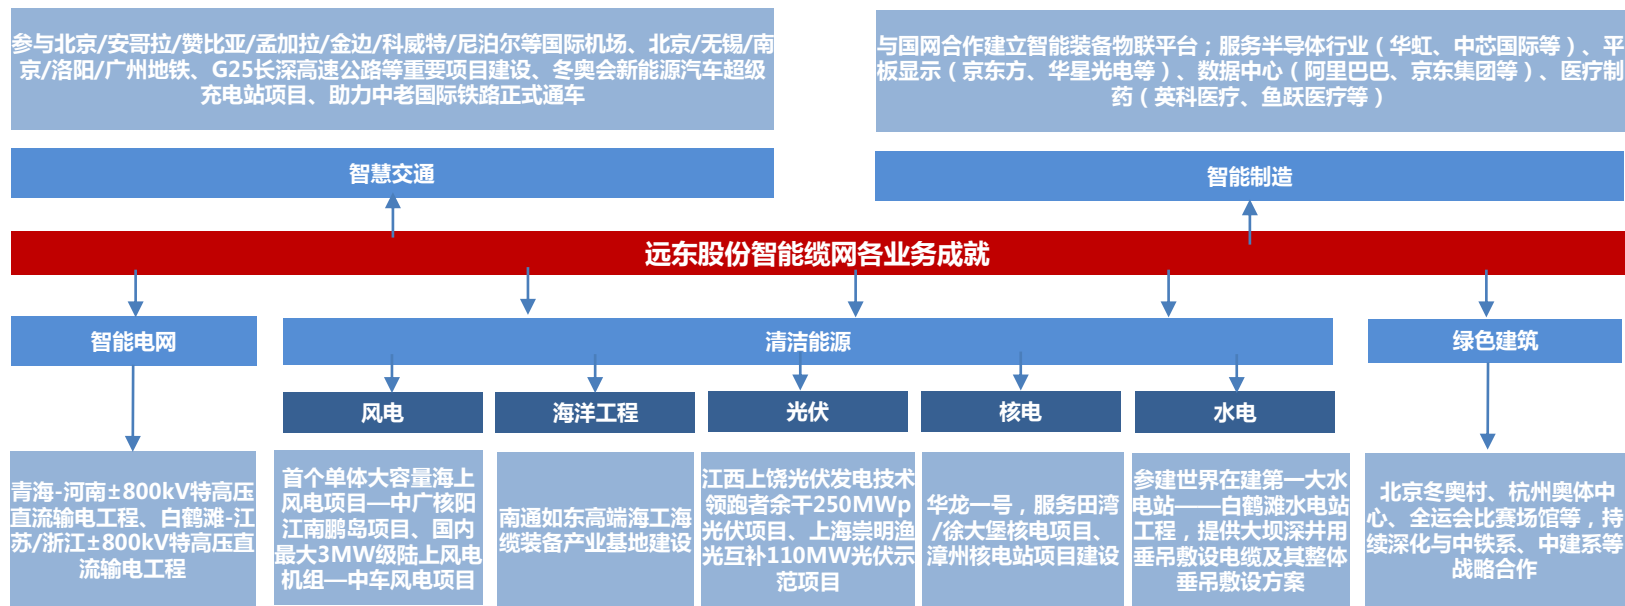 参与北京/安哥拉/赞比亚/孟加拉/金边/科威特/尼泊尔等国际机场、北京/无锡/南
京/洛阳/广州地铁、G25长深高速公路等重要项目建设、冬奥会新能源汽车超级
充电站项目、助力中老国际铁路正式通车
与国网合作建立智能装备物联平台；服务半导体行业（华虹、中芯国际等）、平
板显示（京东方、华星光电等）、数据中心（阿里巴巴、京东集团等）、医疗制
药（英科医疗、鱼跃医疗等）
智慧交通
智能制造
远东股份智能缆网各业务成就
智能电网
清洁能源
绿色建筑
风电
海洋工程
光伏
核电
水电
青海-河南±800kV特高压
直流输电工程、白鹤滩-江
苏/浙江±800kV特高压直
流输电工程
首个单体大容量海上
风电项目—中广核阳
江南鹏岛项目、国内
最大3MW级陆上风电
机组—中车风电项目
南通如东高端海工海
缆装备产业基地建设
江西上饶光伏发电技术
领跑者余干250MWp
光伏项目、上海崇明渔
光互补110MW光伏示
范项目
华龙一号，服务田湾
/徐大堡核电项目、
漳州核电站项目建设
参建世界在建第一大水
电站——白鹤滩水电站
工程，提供大坝深井用
垂吊敷设电缆及其整体
垂吊敷设方案
北京冬奥村、杭州奥体中
心、全运会比赛场馆等，持
续深化与中铁系、中建系等
战略合作